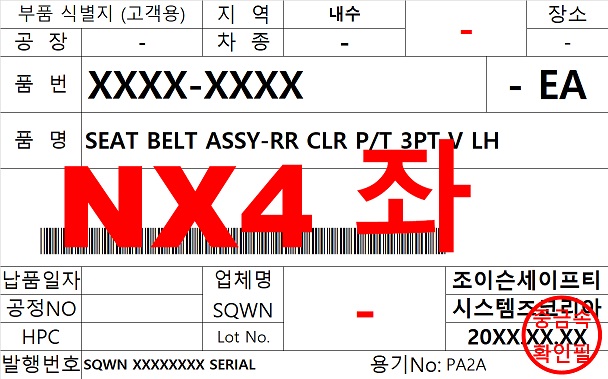 부품 식별지 (고객용) 지 역 내수 - 장소
공 장 - 차 종 - -
품 번 XXXX-XXXX - EA
품 명 SEAT BELT ASSY-RR CLR P/T 3PT V LH
NX4 좌
납품일자 업체명 - 조이슨세이프티
공정NO SQWN 시스템즈코리아
HPC Lot No. 20XX.XX.XX
중금속
확인필
발행번호 SQWN XXXXXXXX SERIAL 용기No: PA2A